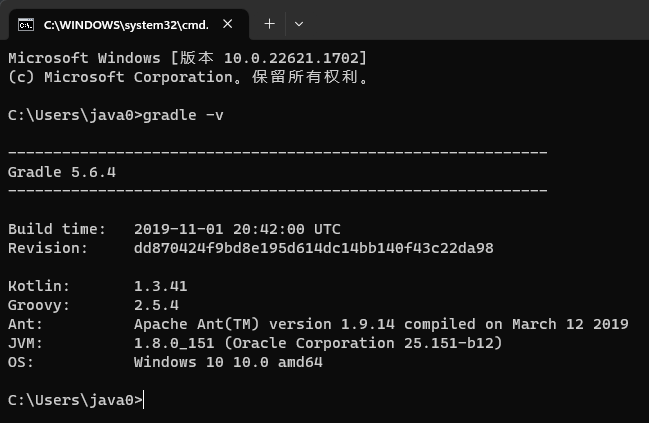 C:\WINDOWS\system32\cmd.
Microsoft Windows [版本 10.0.22621.1702]
(c) Microsoft Corporation。保留所有权利。
C:\Users\java0>gradle -v
------------------------------------------------------------
Gradle 5.6.4
------------------------------------------------------------
Build time:   2019-11-01 20:42:00 UTC
Revision:     dd870424f9bd8e195d614dc14bb140f43c22da98
Kotlin:       1.3.41
Groovy:       2.5.4
Ant:          Apache Ant(TM) version 1.9.14 compiled on March 12 2019
JVM:          1.8.0_151 (Oracle Corporation 25.151-b12)
OS:           Windows 10 10.0 amd64
C:\Users\java0>